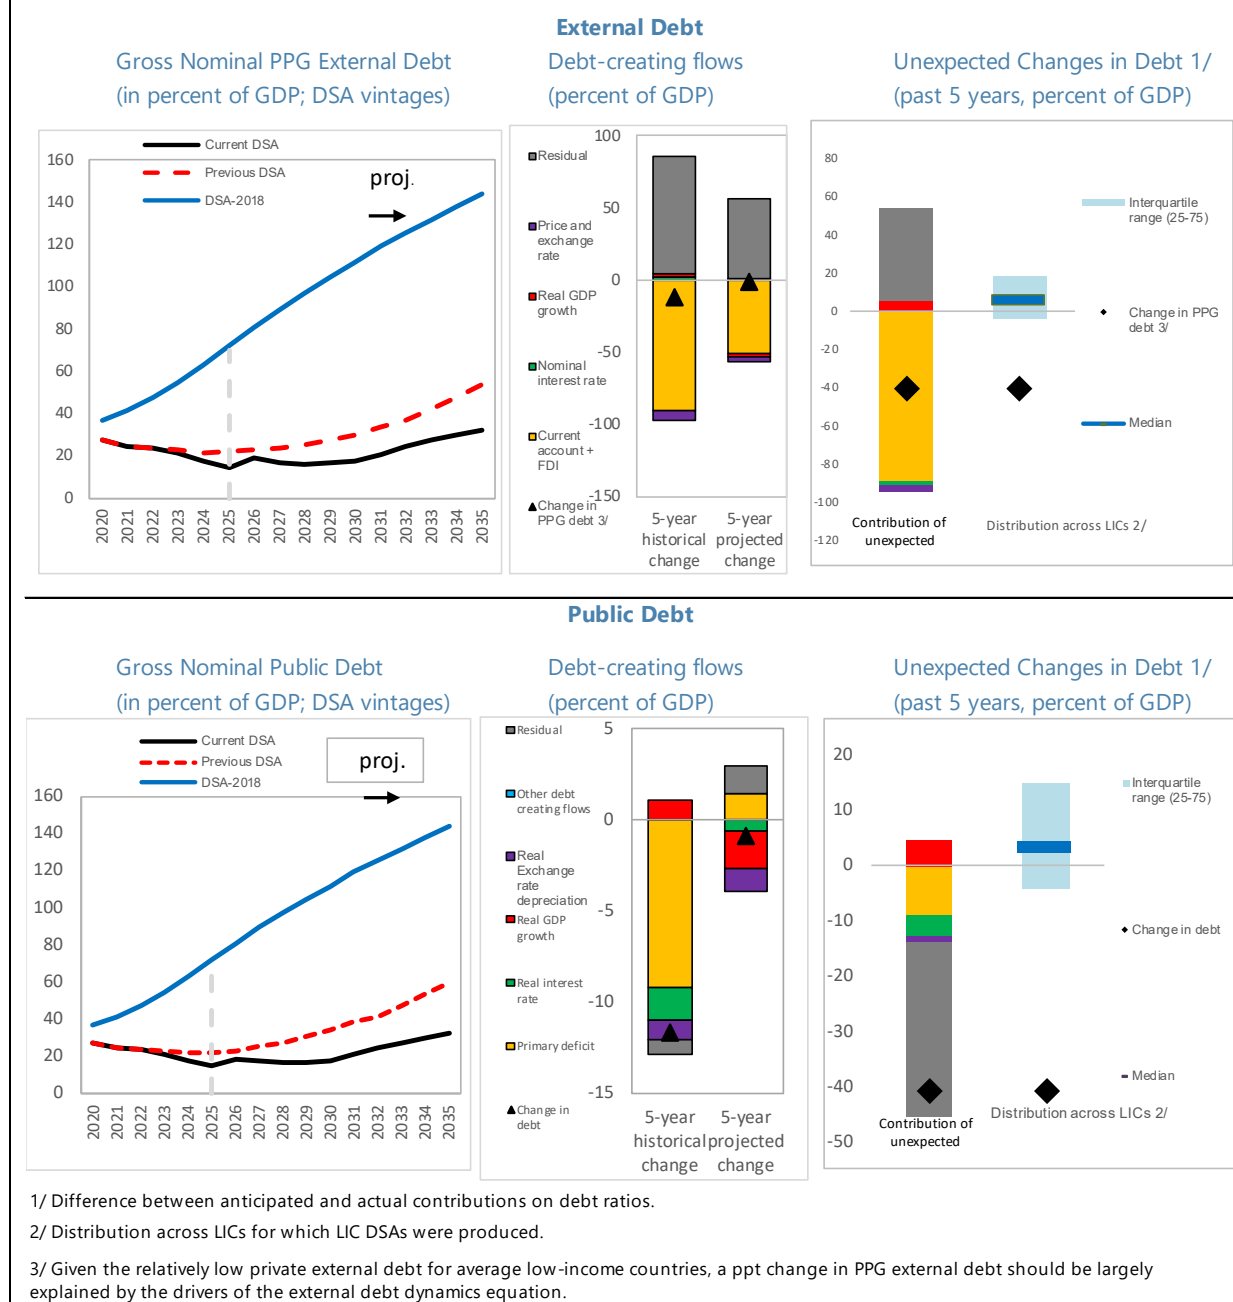 External Debt
Gross Nominal PPG External Debt
(in percent of GDP; DSA vintages)
Debt-creating flows
(percent of GDP)
Unexpected Changes in Debt 1/
(past 5 years, percent of GDP)
Current DSA
Previous DSA
DSA-2018
proj.
160
140
120
100
80
60
40
20
0
2020
2021
2022
2023
2024
2025
2026
2027
2028
2029
2030
2031
2032
2033
2034
2035
Residual
Price and
exchange
rate
Real GDP
growth
Nominal
interest rate
Current
account +
FDI
Change in
PPG debt 3/
100
50
0
-50
-100
-150
5-year
historical
change
5-year
projected
change
80
60
40
20
0
-20
-40
-60
-80
-100
-120
Contribution of
unexpected
Distribution across LICs 2/
Interquartile
range (25-75)
Change in PPG
debt 3/
Median
Public Debt
Gross Nominal Public Debt
(in percent of GDP; DSA vintages)
Debt-creating flows
(percent of GDP)
Unexpected Changes in Debt 1/
(past 5 years, percent of GDP)
Current DSA
Previous DSA
DSA-2018
proj.
160
140
120
100
80
60
40
20
0
2020
2021
2022
2023
2024
2025
2026
2027
2028
2029
2030
2031
2032
2033
2034
2035
Residual
Other debt
creating flows
Real
Exchange
rate
depreciation
Real GDP
growth
Real interest
rate
Primary deficit
Change in
debt
5
0
-5
-10
-15
5-year
historical
change
5-year
projected
change
20
10
0
-10
-20
-30
-40
-50
Contribution of
unexpected
Distribution across LICs 2/
Interquartile
range (25-75)
Change in debt
Median
1/ Difference between anticipated and actual contributions on debt ratios.
2/ Distribution across LICs for which LIC DSAs were produced.
3/ Given the relatively low private external debt for average low-income countries, a ppt change in PPG external debt should be largely
explained by the drivers of the external debt dynamics equation.